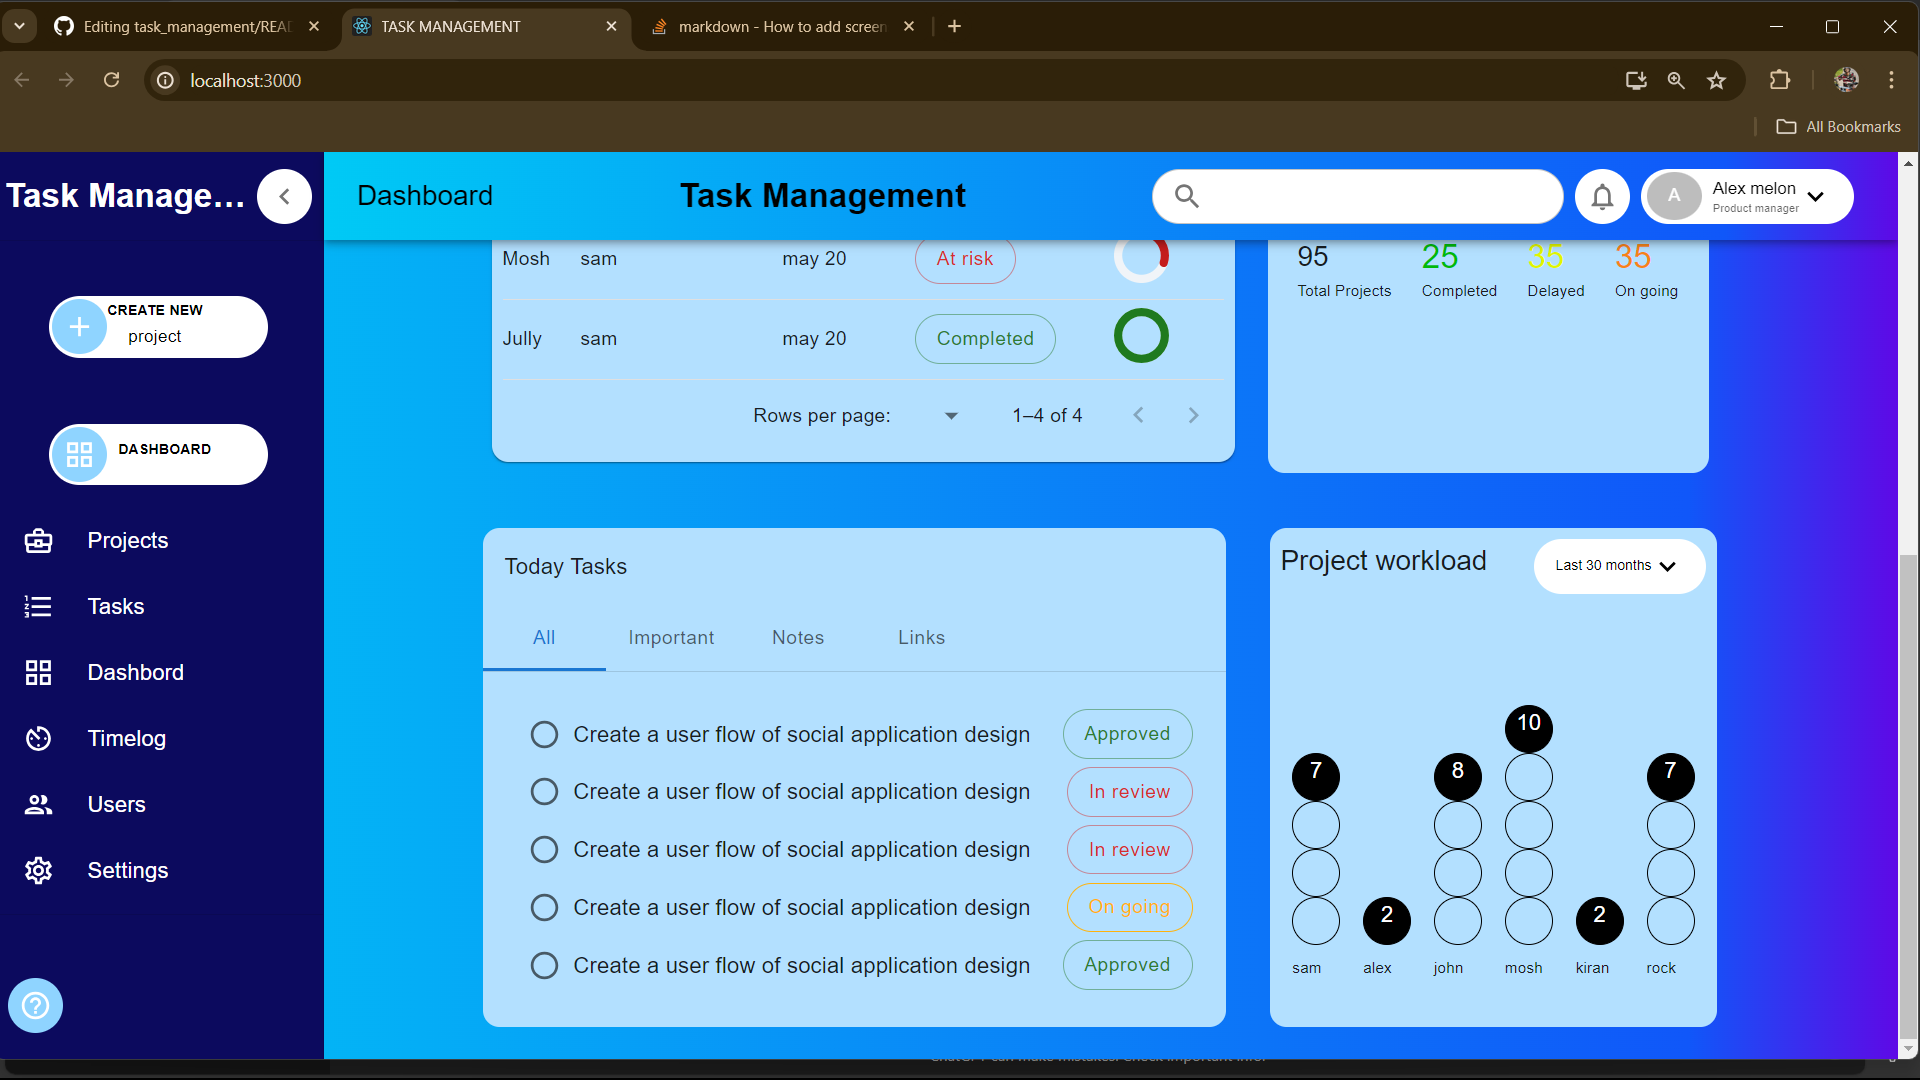 Editing task_management/READ
TASK MANAGEMENT
markdown - How to add screen
localhost:3000
All Bookmarks
Task Manage...
Dashboard
Task Management
A
Alex melon
Product manager
CREATE NEW
project
DASHBOARD
Projects
Tasks
Dashbord
Timelog
Users
Settings
Mosh sam may 20 At risk
Jully sam may 20 Completed
Rows per page: 1–4 of 4
95 25 35 35
Total Projects Completed Delayed On going
Today Tasks
All Important Notes Links
Create a user flow of social application design Approved
Create a user flow of social application design In review
Create a user flow of social application design In review
Create a user flow of social application design On going
Create a user flow of social application design Approved
Project workload
Last 30 months
7 2 8 10 2 7
sam alex john mosh kiran rock